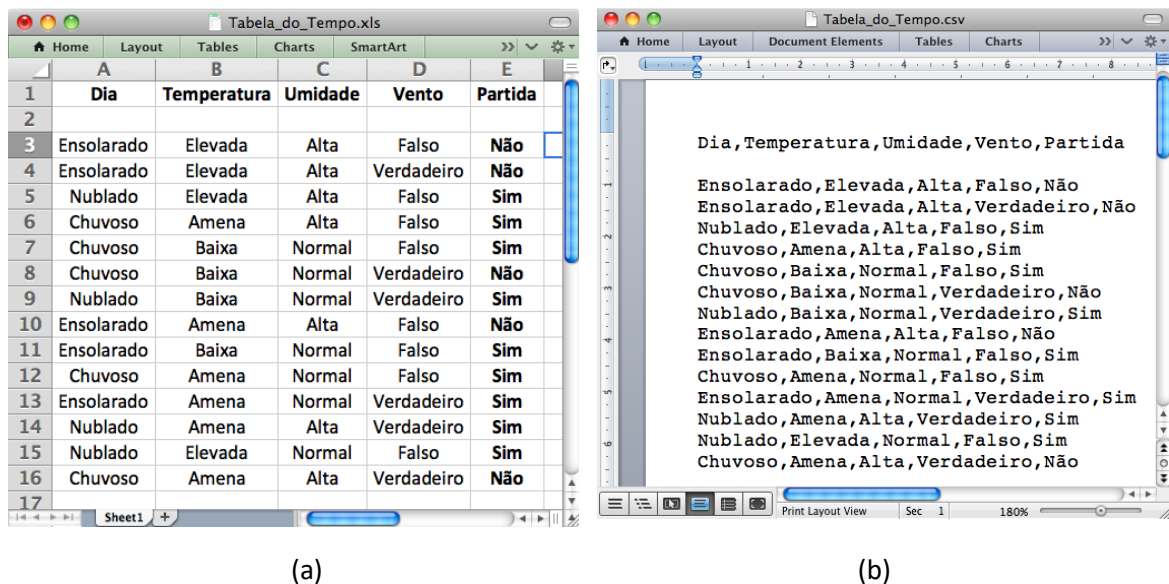 Tabela_do_Tempo.xls
Home Layout Tables Charts SmartArt
A B C D E
1 Dia Temperatura Umidade Vento Partida
2
3 Ensolarado Elevada Alta Falso Não
4 Ensolarado Elevada Alta Verdadeiro Não
5 Nublado Elevada Alta Falso Sim
6 Chuvoso Amena Alta Falso Sim
7 Chuvoso Baixa Normal Falso Sim
8 Chuvoso Baixa Normal Verdadeiro Não
9 Nublado Baixa Normal Verdadeiro Sim
10 Ensolarado Amena Alta Falso Não
11 Ensolarado Baixa Normal Falso Sim
12 Chuvoso Amena Normal Falso Sim
13 Ensolarado Amena Normal Verdadeiro Sim
14 Nublado Amena Alta Verdadeiro Sim
15 Nublado Elevada Normal Falso Sim
16 Chuvoso Amena Alta Verdadeiro Não
17
Sheet1
(a)
Tabela_do_Tempo.csv
Home Layout Document Elements Tables Charts
1 2 3 4 5 6 7 8
Dia,Temperatura,Umidade,Vento,Partida
Ensolarado,Elevada,Alta,Falso,Não
Ensolarado,Elevada,Alta,Verdadeiro,Não
Nublado,Elevada,Alta,Falso,Sim
Chuvoso,Amena,Alta,Falso,Sim
Chuvoso,Baixa,Normal,Falso,Sim
Chuvoso,Baixa,Normal,Verdadeiro,Não
Nublado,Baixa,Normal,Verdadeiro,Sim
Ensolarado,Amena,Alta,Falso,Não
Ensolarado,Baixa,Normal,Falso,Sim
Chuvoso,Amena,Normal,Falso,Sim
Ensolarado,Amena,Normal,Verdadeiro,Sim
Nublado,Amena,Alta,Verdadeiro,Sim
Nublado,Elevada,Normal,Falso,Sim
Chuvoso,Amena,Alta,Verdadeiro,Não
Print Layout View Sec 1 180%
(b)